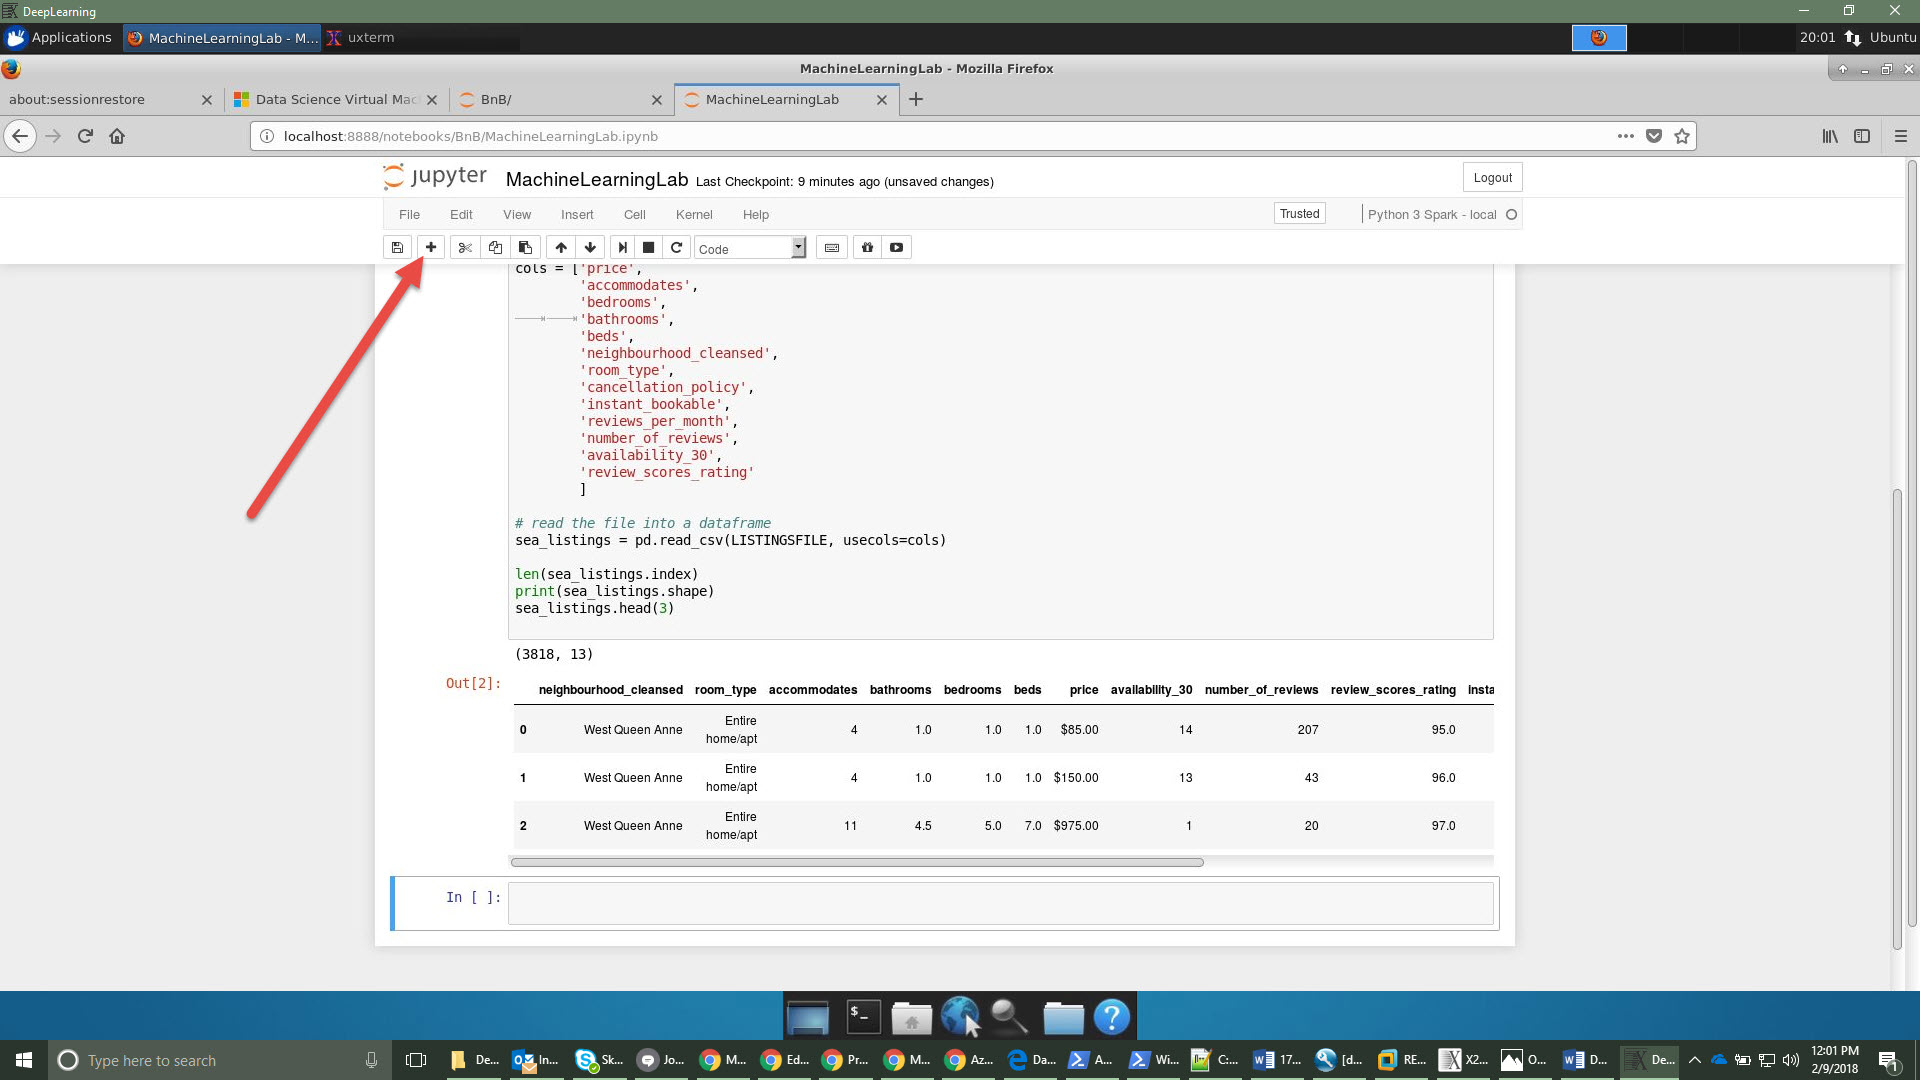 DeepLearning
Applications
MachineLearningLab - M...
uxterm
20:01
Ubuntu
MachineLearningLab - Mozilla Firefox
about:sessionrestore
Data Science Virtual Mac
BnB/
MachineLearningLab
localhost:8888/notebooks/BnB/MachineLearningLab.ipynb
jupyter MachineLearningLab Last Checkpoint: 9 minutes ago (unsaved changes)
Logout
File Edit View Insert Cell Kernel Help
Trusted
Python 3 Spark - local
Code
cols = ['price',
'accommodates',
'bedrooms',
'bathrooms',
'beds',
'neighbourhood_cleansed',
'room_type',
'cancellation_policy',
'instant_bookable',
'reviews_per_month',
'number_of_reviews',
'availability_30',
'review_scores_rating'
]
# read the file into a dataframe
sea_listings = pd.read_csv(LISTINGSFILE, usecols=cols)
len(sea_listings.index)
print(sea_listings.shape)
sea_listings.head(3)
(3818, 13)
Out[2]:
neighbourhood_cleansed room_type accommodates bathrooms bedrooms beds price availability_30 number_of_reviews review_scores_rating insta
0 West Queen Anne Entire home/apt 4 1.0 1.0 1.0 $85.00 14 207 95.0
1 West Queen Anne Entire home/apt 4 1.0 1.0 1.0 $150.00 13 43 96.0
2 West Queen Anne Entire home/apt 11 4.5 5.0 7.0 $975.00 1 20 97.0
In [ ]:
$_
?
Type here to search
De... In... Sk... Jo... M... Ed... Pr... M... Az... Da... A... Wi... C:... 17... [d... RE... X2... O... D... De...
12:01 PM
2/9/2018
1